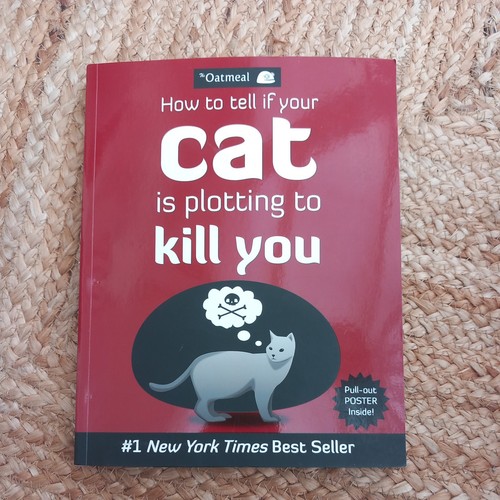 The Oatmeal
How to tell if your
cat
is plotting to
kill you
Pull-out
POSTER
Inside!
#1 New York Times Best Seller